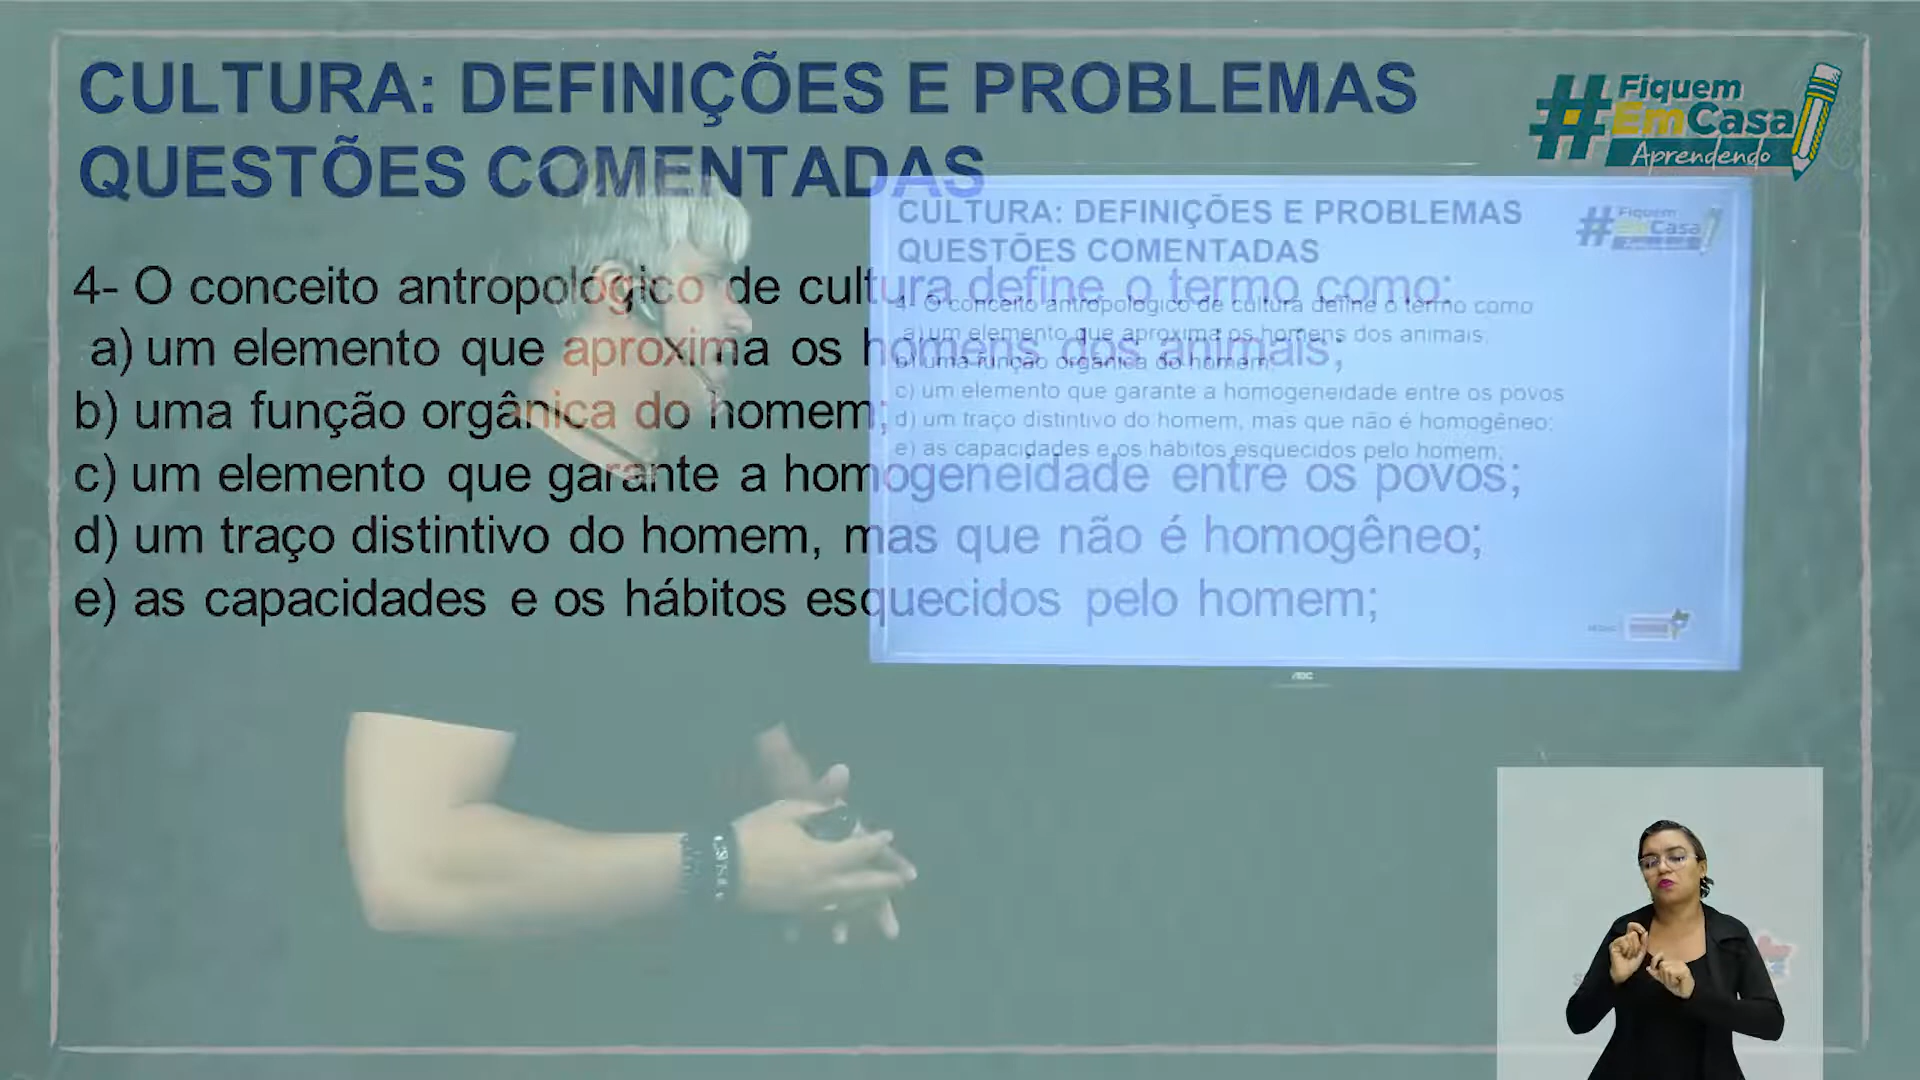 CULTURA: DEFINIÇÕES E PROBLEMAS
QUESTÕES COMENTADAS
#Fiquem
EmCasa
Aprendendo
4- O conceito antropológico de cultura define o termo como:
a) um elemento que aproxima os homens dos animais;
b) uma função orgânica do homem;
c) um elemento que garante a homogeneidade entre os povos;
d) um traço distintivo do homem, mas que não é homogêneo;
e) as capacidades e os hábitos esquecidos pelo homem;
CULTURA: DEFINIÇÕES E PROBLEMAS
QUESTÕES COMENTADAS
#Fiquem
EmCasa
4- O conceito antropológico de cultura define o termo como
a) um elemento que aproxima os homens dos animais;
b) uma função orgânica do homem;
c) um elemento que garante a homogeneidade entre os povos
d) um traço distintivo do homem, mas que não é homogêneo;
e) as capacidades e os hábitos esquecidos pelo homem;
AOC